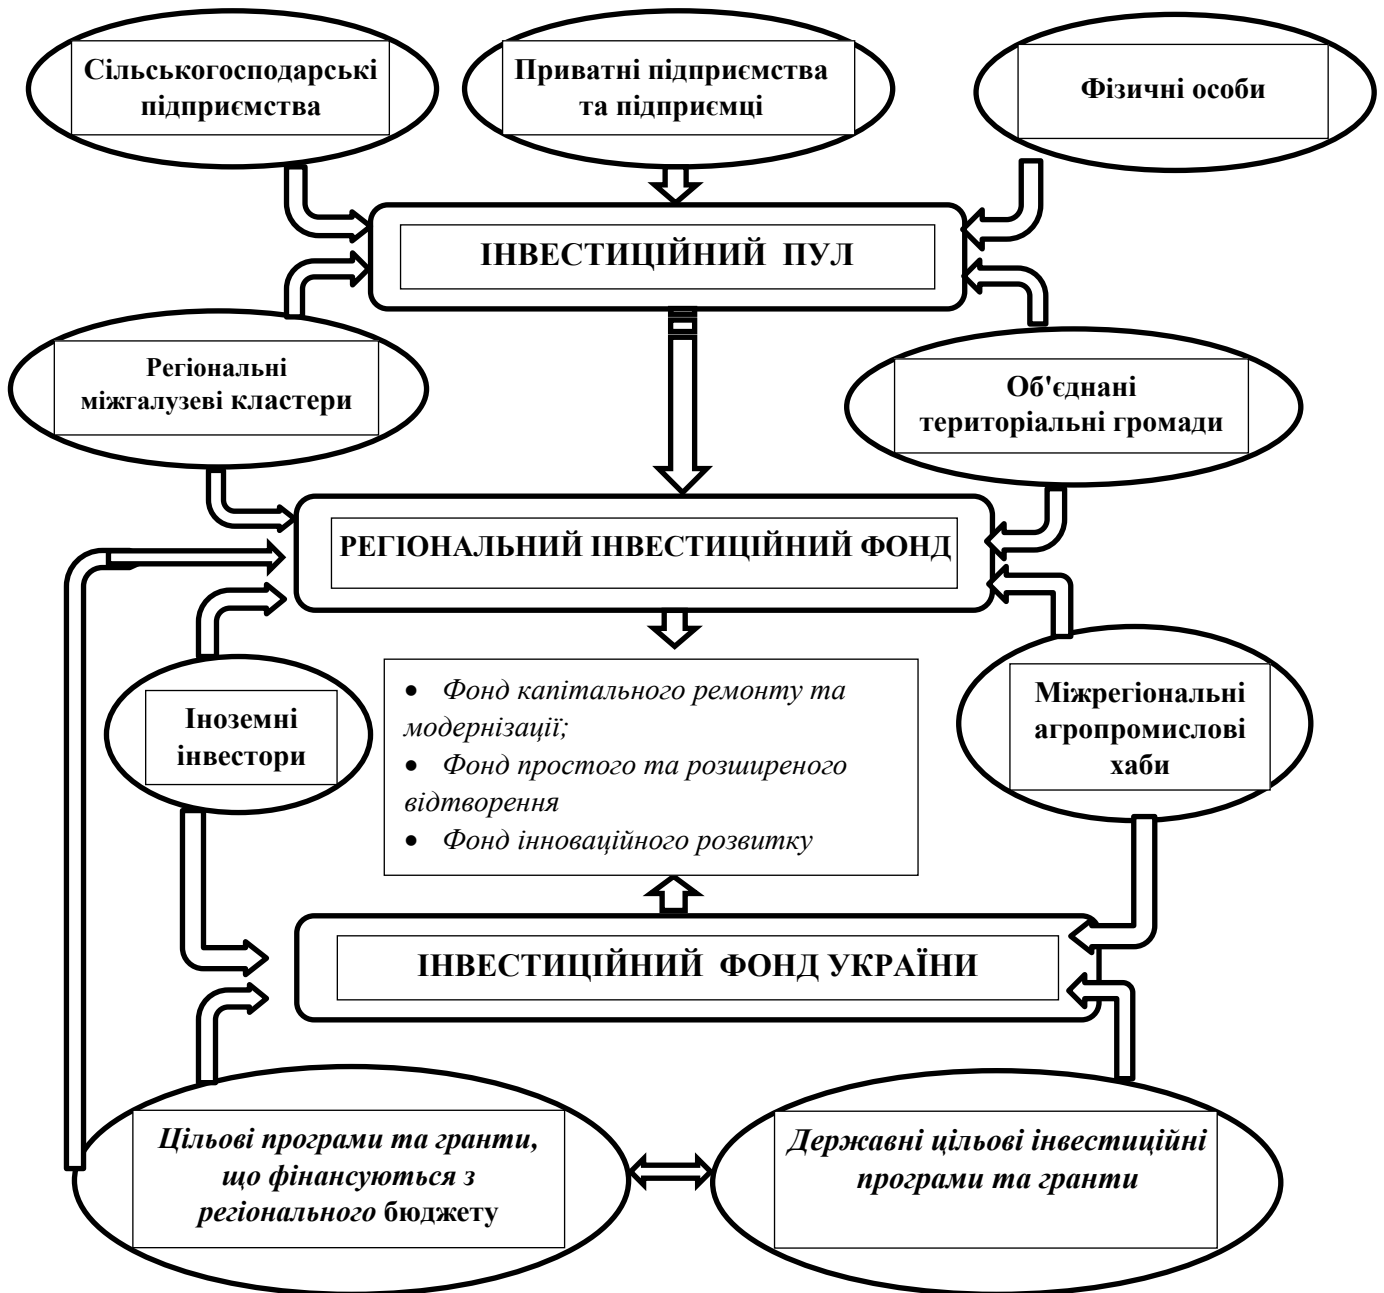 Сільськогосподарські
підприємства
Приватні підприємства
та підприємці
Фізичні особи
ІНВЕСТИЦІЙНИЙ ПУЛ
Регіональні
міжгалузеві кластери
Об'єднані
територіальні громади
РЕГІОНАЛЬНИЙ ІНВЕСТИЦІЙНИЙ ФОНД
Іноземні
інвестори
• Фонд капітального ремонту та
модернізації;
• Фонд простого та розширеного
відтворення
• Фонд інноваційного розвитку
Міжрегіональні
агропромислові
хаби
ІНВЕСТИЦІЙНИЙ ФОНД УКРАЇНИ
Цільові програми та гранти,
що фінансуються з
регіонального бюджету
Державні цільові інвестиційні
програми та гранти